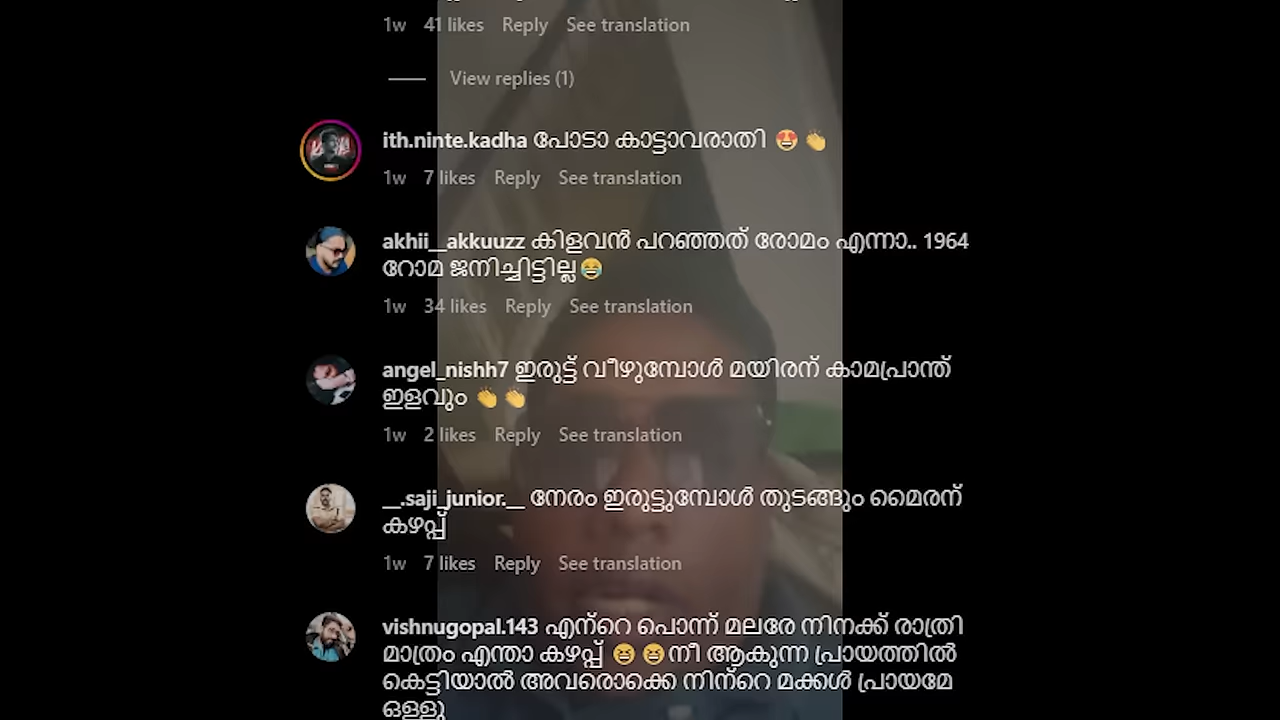 1w 41 likes Reply See translation
View replies (1)
ith.ninte.kadha പോടാ കാട്ടാവരാതി 😍👏
1w 7 likes Reply See translation
akhii__akkuuzz കിളവൻ പറഞ്ഞത് രോമം എന്നാ.. 1964
റോമ ജനിച്ചിട്ടില്ല😂
1w 34 likes Reply See translation
angel_nishh7 ഇരുട്ട് വീഴുമ്പോൾ മയിരന് കാമപ്രാന്ത്
ഇളവും 👏👏
1w 2 likes Reply See translation
__.saji_junior.__ നേരം ഇരുട്ടുമ്പോൾ തുടങ്ങും മൈരന്
കഴപ്പ്
1w 7 likes Reply See translation
vishnugopal.143 എന്റെ പൊന്ന് മലരേ നിനക്ക് രാത്രി
മാത്രം എന്താ കഴപ്പ് 😆😆നീ ആകുന്ന പ്രായത്തിൽ
കെട്ടിയാൽ അവരൊക്കെ നിന്റെ മക്കൾ പ്രായമേ
ഒള്ളു